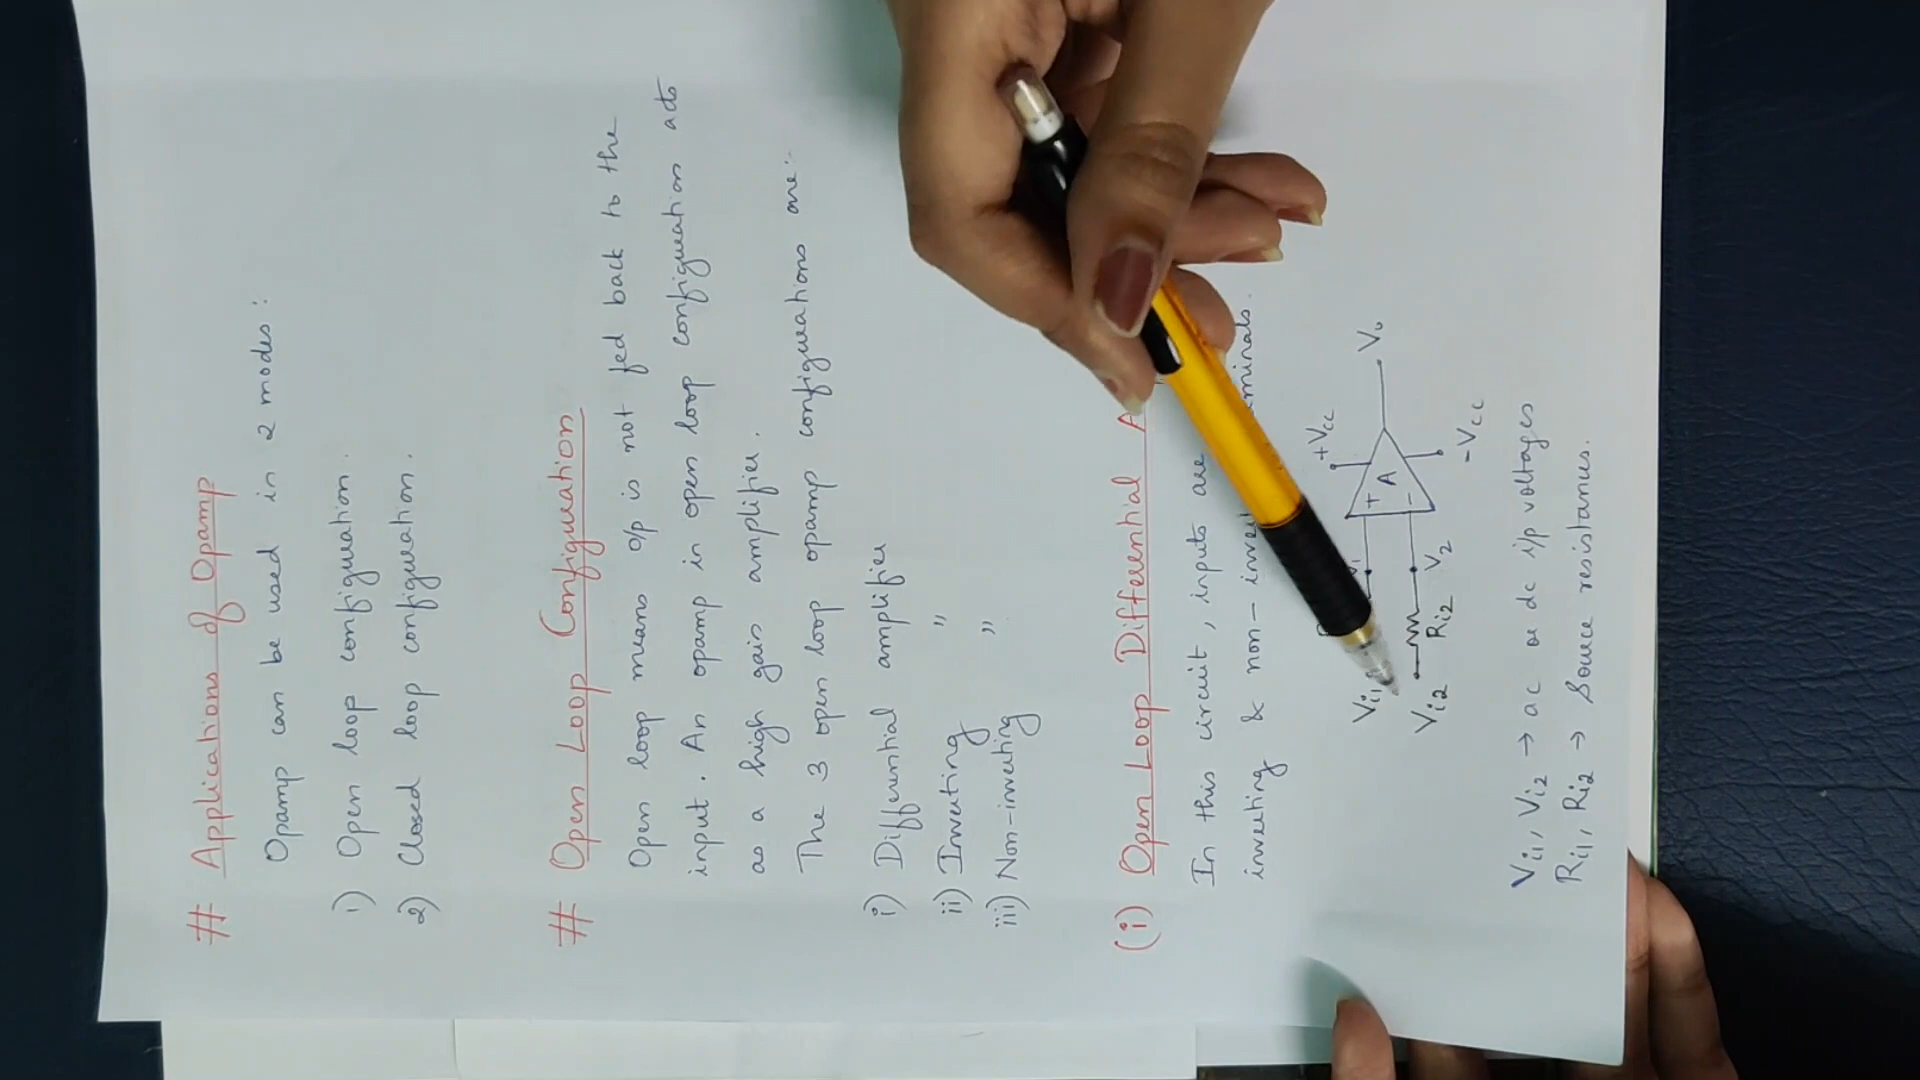 # Applications of Opamp
Opamp can be used in 2 modes :
1) Open loop configuration.
2) Closed loop configuration.
# Open Loop Configuration
Open loop means o/p is not fed back to the
input. An opamp in open loop configuration acts
as a high gain amplifier.
The 3 open loop opamp configurations are:-
i) Differential amplifier
ii) Inverting "
iii) Non-inverting "
(i) Open Loop Differential
In this circuit, inputs are
inverting & non-
+Vcc
Vi1
+
A
Vo
-
Vi2 Ri2 V2
-Vcc
Vi1, Vi2 → ac or dc i/p voltages
Ri1, Ri2 → Source resistances.